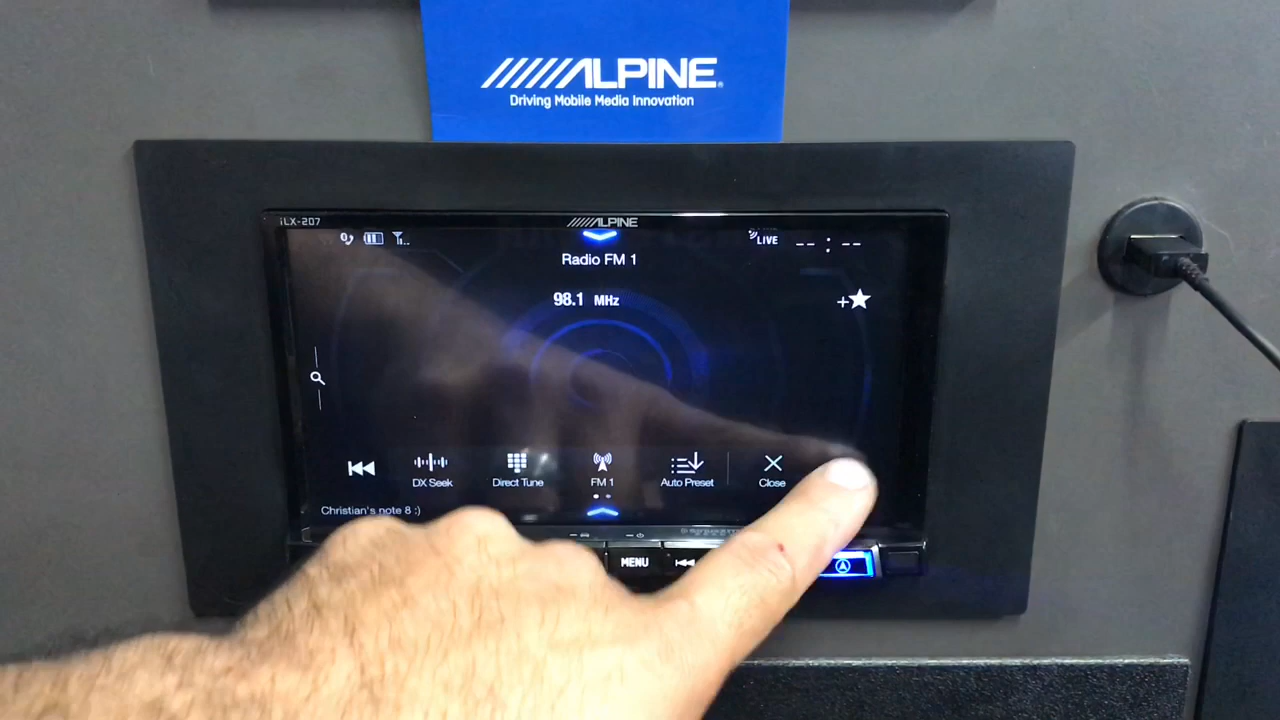 ALPINE®
Driving Mobile Media Innovation
iLX-207
ALPINE
LIVE
-- : --
Radio FM 1
98.1 MHz
DX Seek
Direct Tune
FM 1
Auto Preset
Close
Christian's note 8 :)
MENU